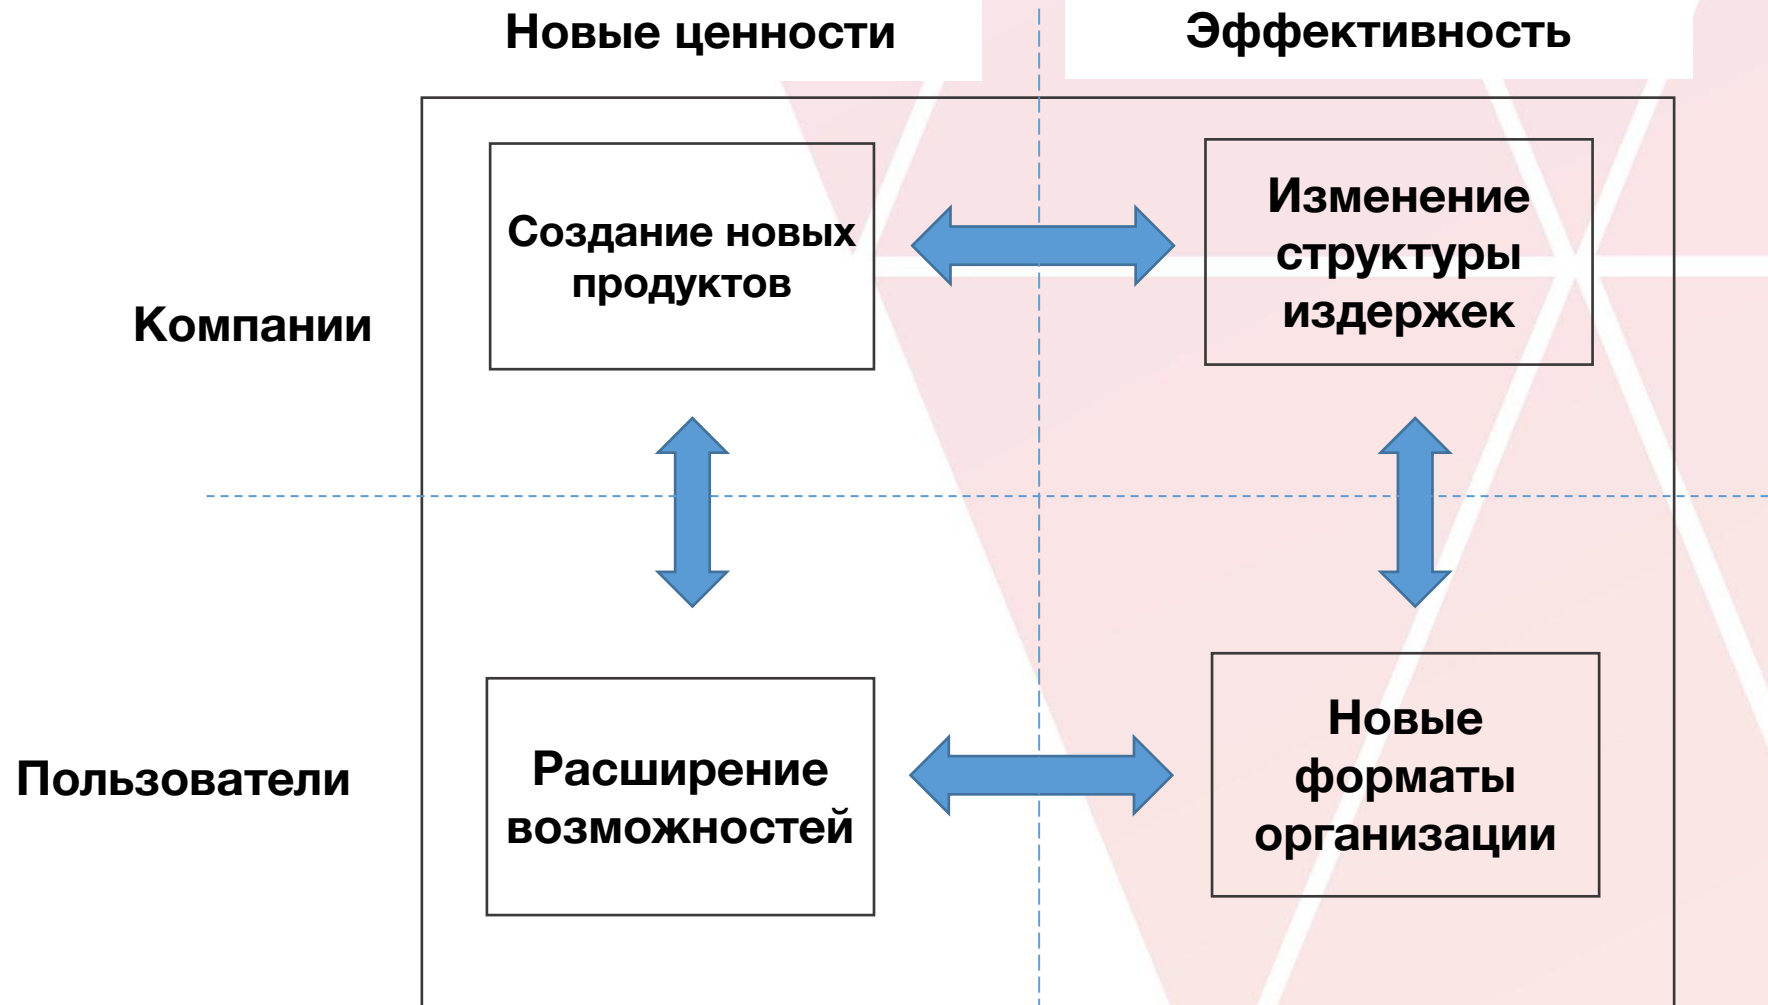 Новые ценности
Эффективность
Компании
Создание новых
продуктов
Изменение
структуры
издержек
Пользователи
Расширение
возможностей
Новые
форматы
организации